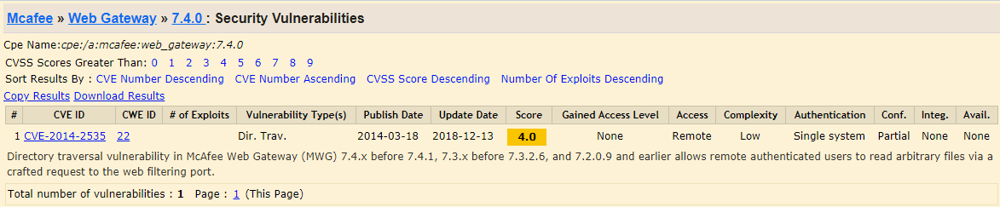 Mcafee » Web Gateway » 7.4.0 : Security Vulnerabilities
Cpe Name:cpe:/a:mcafee:web_gateway:7.4.0
CVSS Scores Greater Than: 0 1 2 3 4 5 6 7 8 9
Sort Results By : CVE Number Descending CVE Number Ascending CVSS Score Descending Number Of Exploits Descending
Copy Results Download Results
# CVE ID CWE ID # of Exploits Vulnerability Type(s) Publish Date Update Date Score Gained Access Level Access Complexity Authentication Conf. Integ. Avail.
1 CVE-2014-2535 22 Dir. Trav. 2014-03-18 2018-12-13 4.0 None Remote Low Single system Partial None None
Directory traversal vulnerability in McAfee Web Gateway (MWG) 7.4.x before 7.4.1, 7.3.x before 7.3.2.6, and 7.2.0.9 and earlier allows remote authenticated users to read arbitrary files via a
crafted request to the web filtering port.
Total number of vulnerabilities : 1 Page : 1 (This Page)